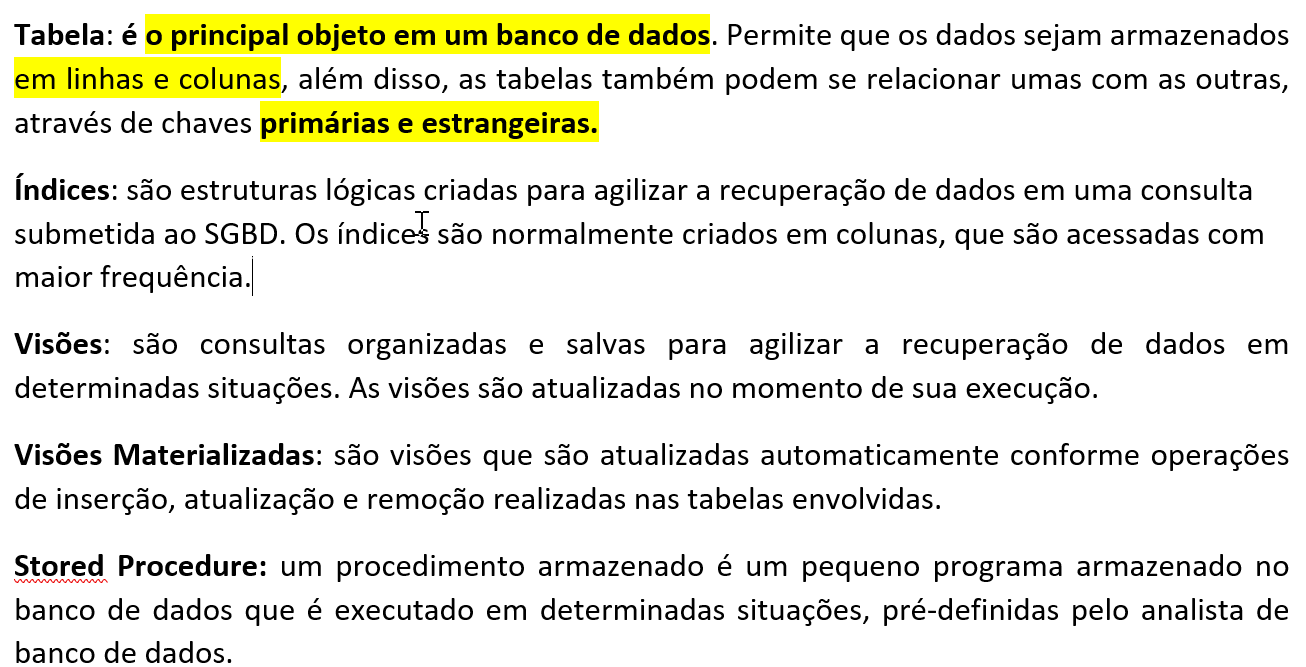 Tabela: é o principal objeto em um banco de dados. Permite que os dados sejam armazenados
em linhas e colunas, além disso, as tabelas também podem se relacionar umas com as outras,
através de chaves primárias e estrangeiras.
Índices: são estruturas lógicas criadas para agilizar a recuperação de dados em uma consulta
submetida ao SGBD. Os índices são normalmente criados em colunas, que são acessadas com
maior frequência.
Visões: são consultas organizadas e salvas para agilizar a recuperação de dados em
determinadas situações. As visões são atualizadas no momento de sua execução.
Visões Materializadas: são visões que são atualizadas automaticamente conforme operações
de inserção, atualização e remoção realizadas nas tabelas envolvidas.
Stored Procedure: um procedimento armazenado é um pequeno programa armazenado no
banco de dados que é executado em determinadas situações, pré-definidas pelo analista de
banco de dados.